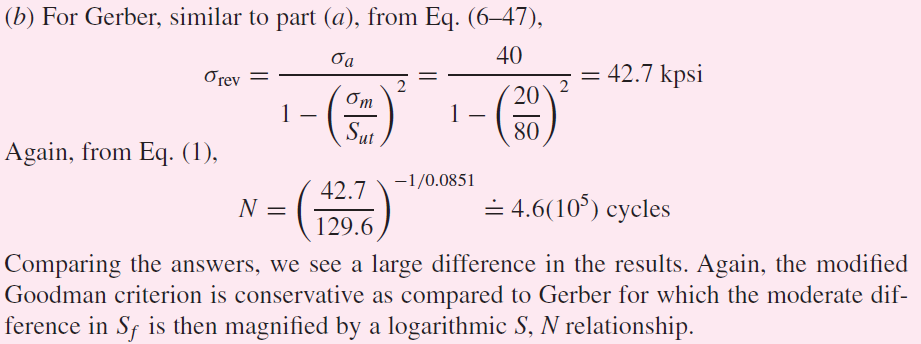 (b) For Gerber, similar to part (a), from Eq. (6–47),
σrev = σa / (1 − (σm / Sut)²) = 40 / (1 − (20 / 80)²) = 42.7 kpsi
Again, from Eq. (1),
N = (42.7 / 129.6)^(−1/0.0851) ≐ 4.6(10⁵) cycles
Comparing the answers, we see a large difference in the results. Again, the modified
Goodman criterion is conservative as compared to Gerber for which the moderate dif-
ference in Sf is then magnified by a logarithmic S, N relationship.